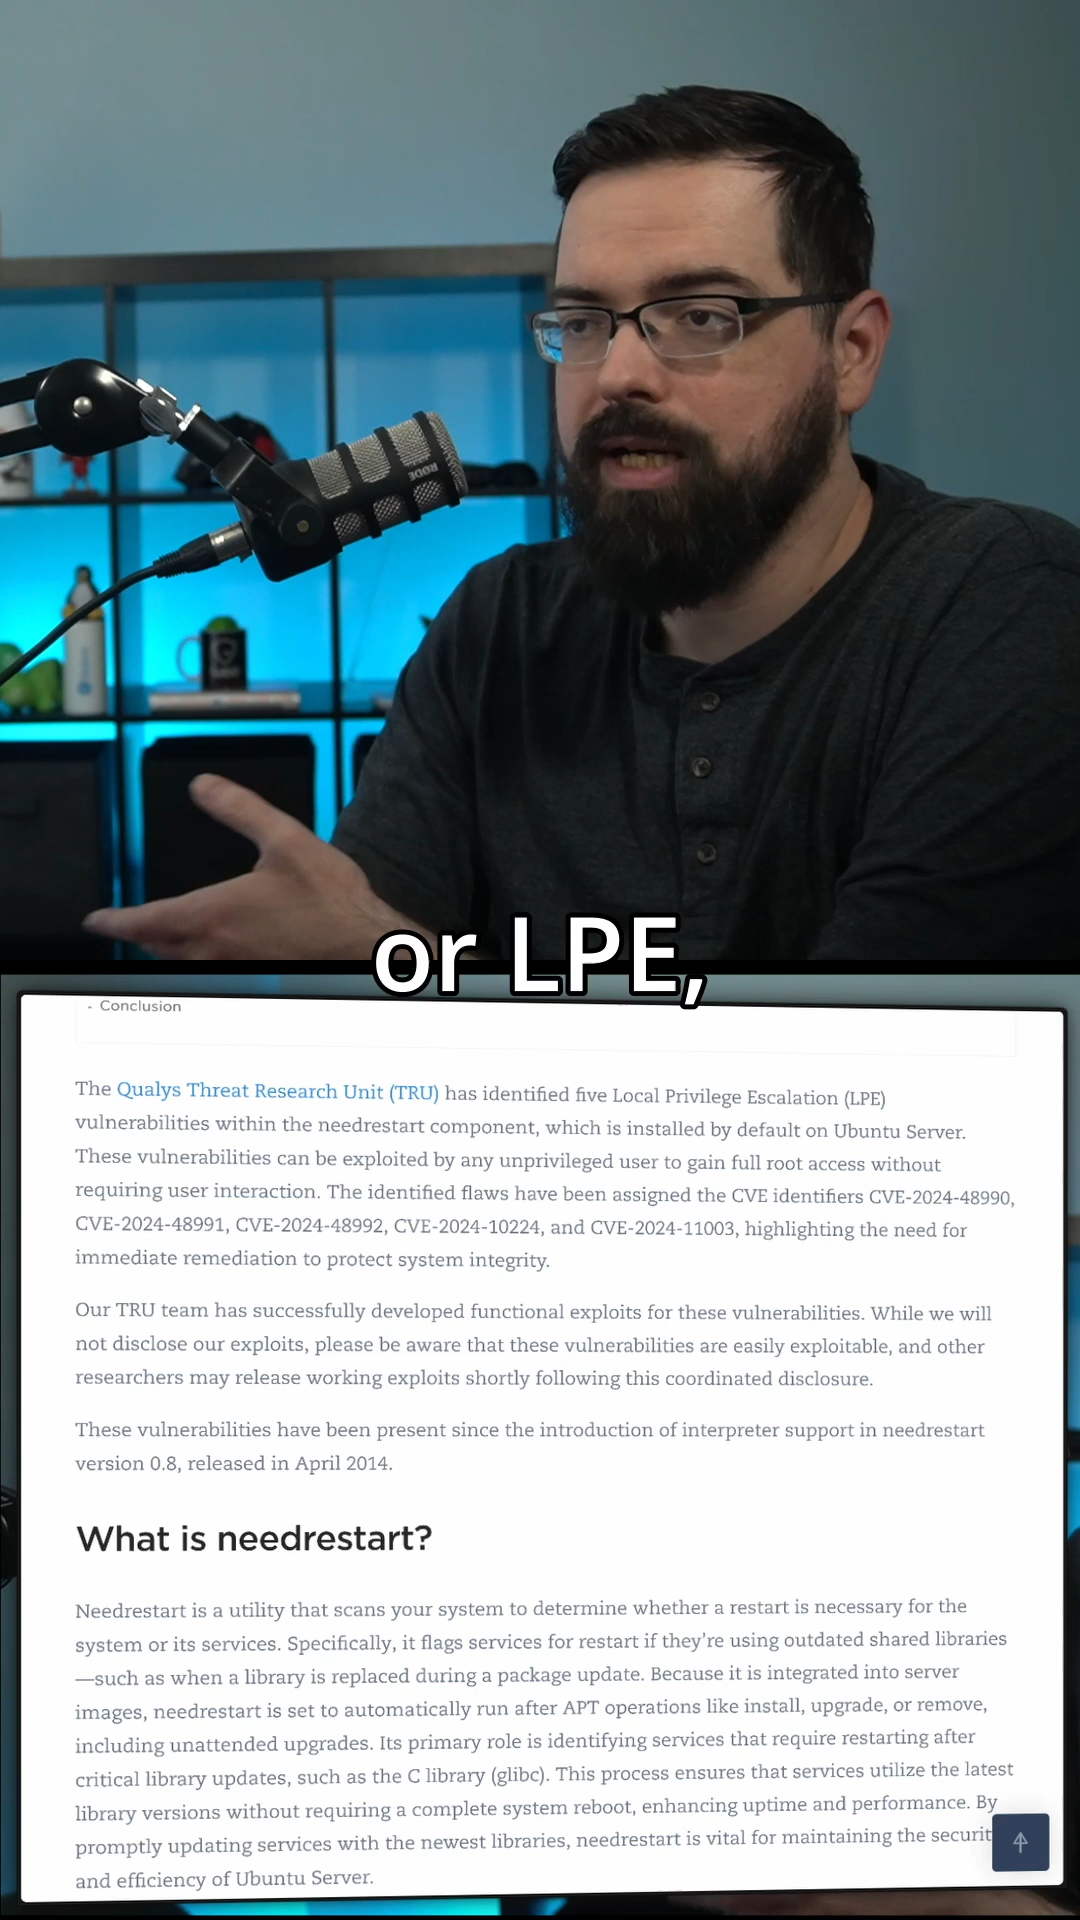 RØDE
or LPE,
- Conclusion
The Qualys Threat Research Unit (TRU) has identified five Local Privilege Escalation (LPE)
vulnerabilities within the needrestart component, which is installed by default on Ubuntu Server.
These vulnerabilities can be exploited by any unprivileged user to gain full root access without
requiring user interaction. The identified flaws have been assigned the CVE identifiers CVE-2024-48990,
CVE-2024-48991, CVE-2024-48992, CVE-2024-10224, and CVE-2024-11003, highlighting the need for
immediate remediation to protect system integrity.
Our TRU team has successfully developed functional exploits for these vulnerabilities. While we will
not disclose our exploits, please be aware that these vulnerabilities are easily exploitable, and other
researchers may release working exploits shortly following this coordinated disclosure.
These vulnerabilities have been present since the introduction of interpreter support in needrestart
version 0.8, released in April 2014.
What is needrestart?
Needrestart is a utility that scans your system to determine whether a restart is necessary for the
system or its services. Specifically, it flags services for restart if they’re using outdated shared libraries
—such as when a library is replaced during a package update. Because it is integrated into server
images, needrestart is set to automatically run after APT operations like install, upgrade, or remove,
including unattended upgrades. Its primary role is identifying services that require restarting after
critical library updates, such as the C library (glibc). This process ensures that services utilize the latest
library versions without requiring a complete system reboot, enhancing uptime and performance. By
promptly updating services with the newest libraries, needrestart is vital for maintaining the securit
and efficiency of Ubuntu Server.